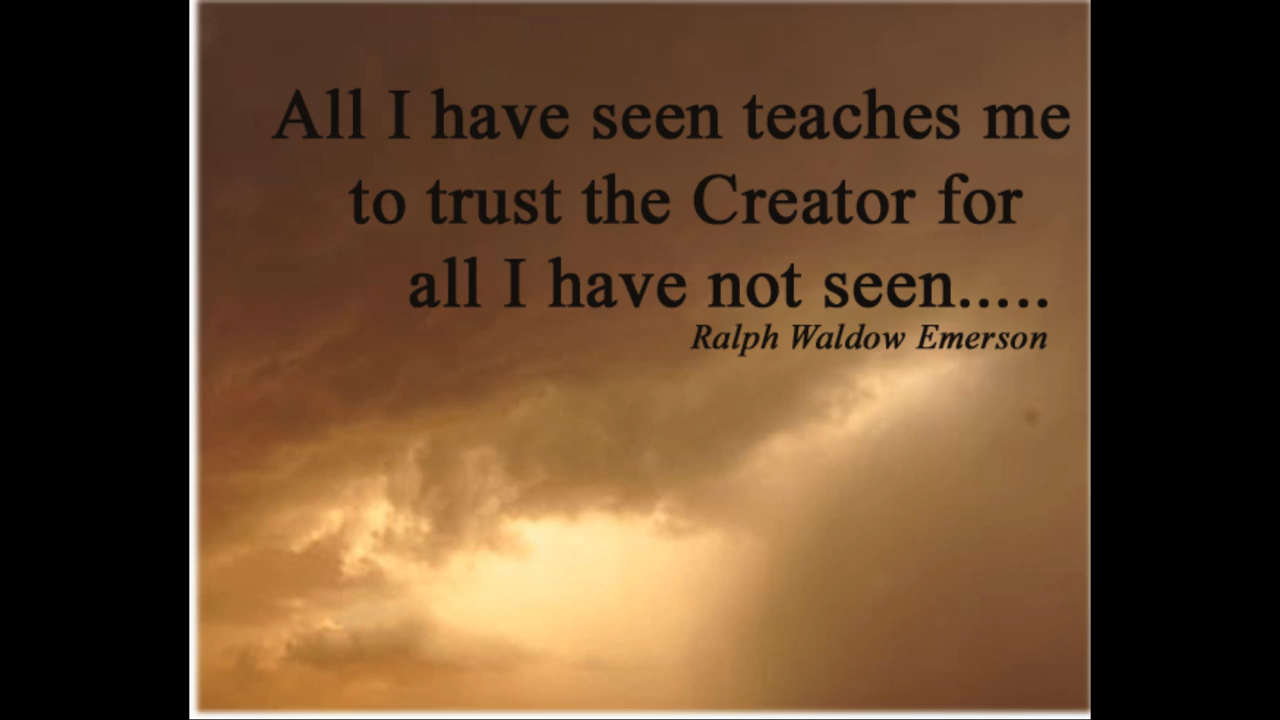 All I have seen teaches me
to trust the Creator for
all I have not seen.....
Ralph Waldow Emerson